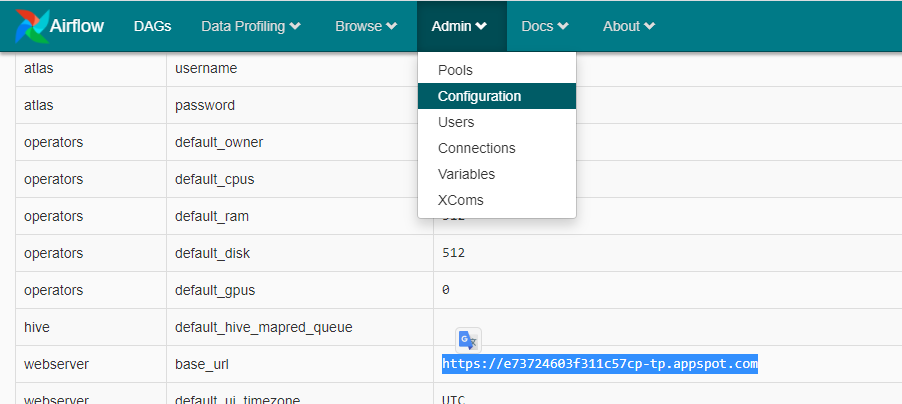 Airflow DAGs Data Profiling Browse Admin Docs About
Pools
Configuration
Users
Connections
Variables
XComs
atlas username
atlas password
operators default_owner
operators default_cpus
operators default_ram 512
operators default_disk 512
operators default_gpus 0
hive default_hive_mapred_queue
webserver base_url https://e73724603f311c57cp-tp.appspot.com
webserver default_ui_timezone UTC